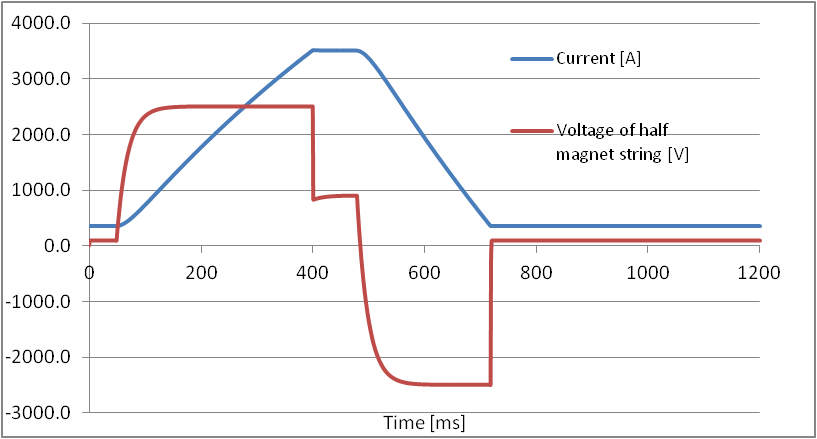 4000.0
3000.0
2000.0
1000.0
0.0
-1000.0
-2000.0
-3000.0
0 200 400 600 800 1000 1200
Time [ms]
Current [A]
Voltage of half
magnet string [V]